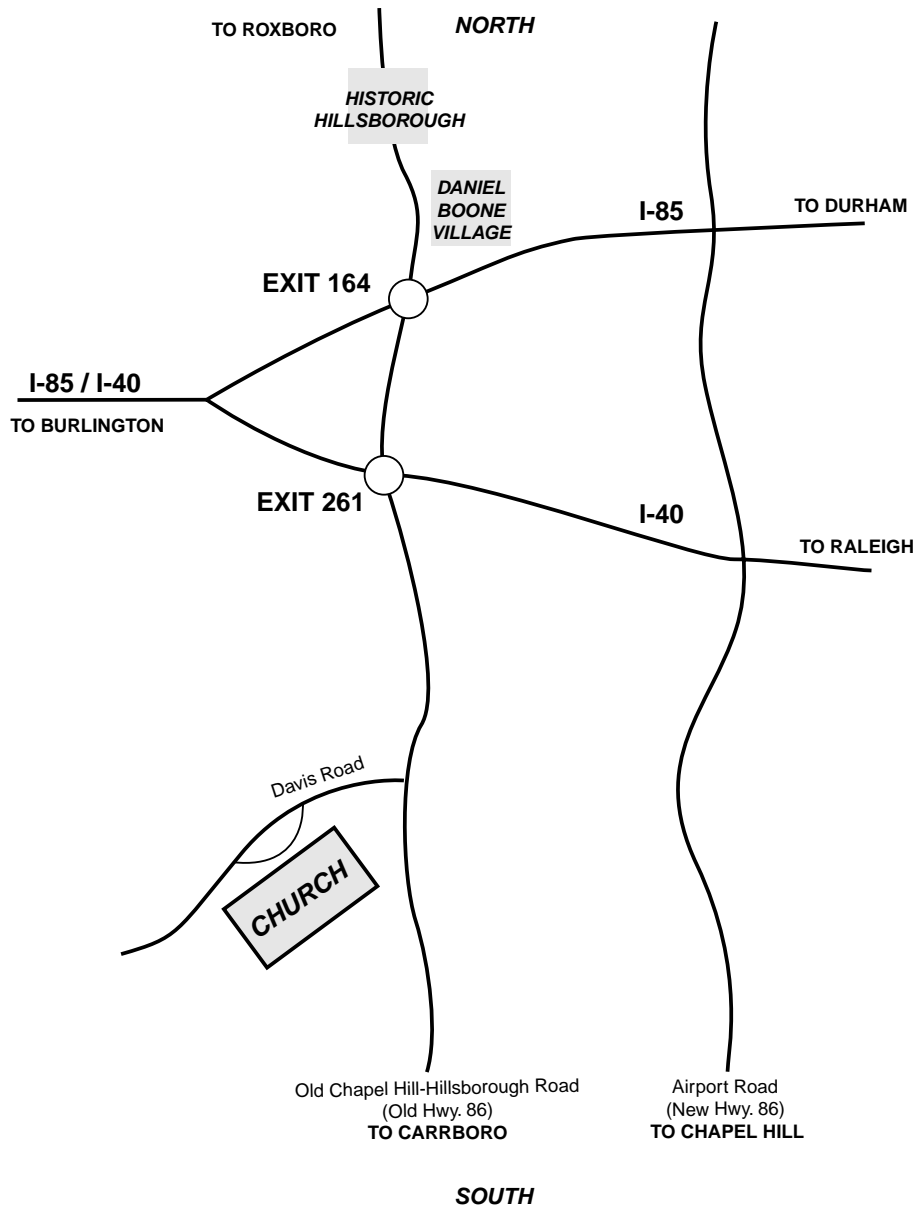 TO ROXBORO
NORTH
HISTORIC
HILLSBOROUGH
DANIEL
BOONE
VILLAGE
I-85
TO DURHAM
EXIT 164
I-85 / I-40
TO BURLINGTON
EXIT 261
I-40
TO RALEIGH
Davis Road
CHURCH
Old Chapel Hill-Hillsborough Road
(Old Hwy. 86)
TO CARRBORO
Airport Road
(New Hwy. 86)
TO CHAPEL HILL
SOUTH